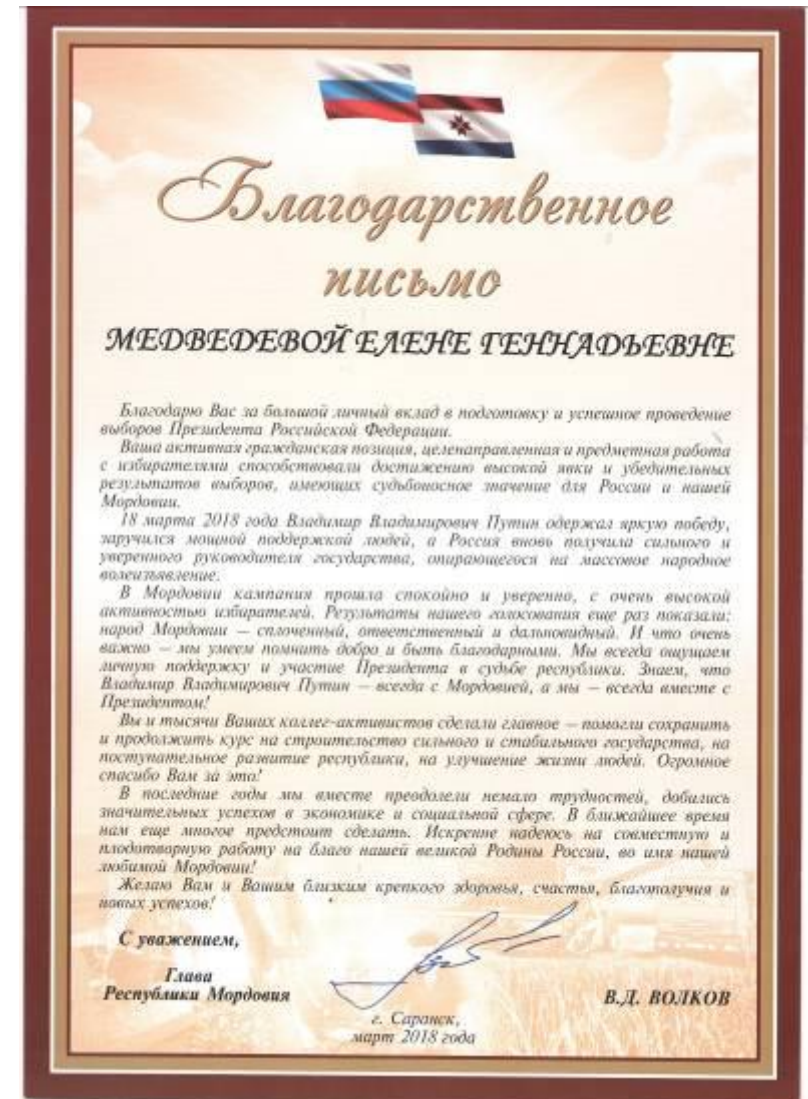 Благодарственное
письмо
МЕДВЕДЕВОЙ ЕЛЕНЕ ГЕННАДЬЕВНЕ
Благодарю Вас за большой личный вклад в подготовку и успешное проведение
выборов Президента Российской Федерации.
Ваша активная гражданская позиция, целенаправленная и предметная работа
с избирателями способствовали достижению высокой явки и убедительных
результатов выборов, имеющих судьбоносное значение для России и нашей
Мордовии.
18 марта 2018 года Владимир Владимирович Путин одержал яркую победу,
заручился мощной поддержкой людей, а Россия вновь получила сильного и
уверенного руководителя государства, опирающегося на массовое народное
волеизъявление.
В Мордовии кампания прошла спокойно и уверенно, с очень высокой
активностью избирателей. Результаты нашего голосования еще раз показали:
народ Мордовии – сплоченный, ответственный и дальновидный. И что очень
важно – мы умеем помнить добро и быть благодарными. Мы всегда ощущаем
личную поддержку и участие Президента в судьбе республики. Знаем, что
Владимир Владимирович Путин – всегда с Мордовией, а мы – всегда вместе с
Президентом!
Вы и тысячи Ваших коллег-активистов сделали главное – помогли сохранить
и продолжить курс на строительство сильного и стабильного государства, на
поступательное развитие республики, на улучшение жизни людей. Огромное
спасибо Вам за это!
В последние годы мы вместе преодолели немало трудностей, добились
значительных успехов в экономике и социальной сфере. В ближайшее время
нам еще многое предстоит сделать. Искренне надеюсь на совместную и
плодотворную работу на благо нашей великой Родины России, во имя нашей
любимой Мордовии!
Желаю Вам и Вашим близким крепкого здоровья, счастья, благополучия и
новых успехов!
С уважением,
Глава
Республики Мордовия
В.Д. ВОЛКОВ
г. Саранск,
март 2018 года